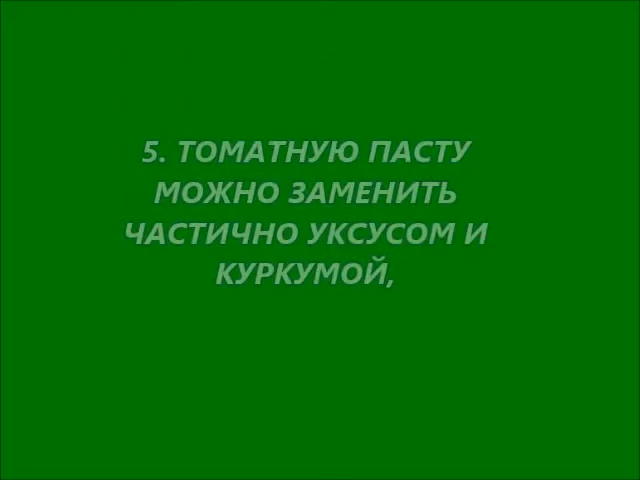 5. ТОМАТНУЮ ПАСТУ
МОЖНО ЗАМЕНИТЬ
ЧАСТИЧНО УКСУСОМ И
КУРКУМОЙ,